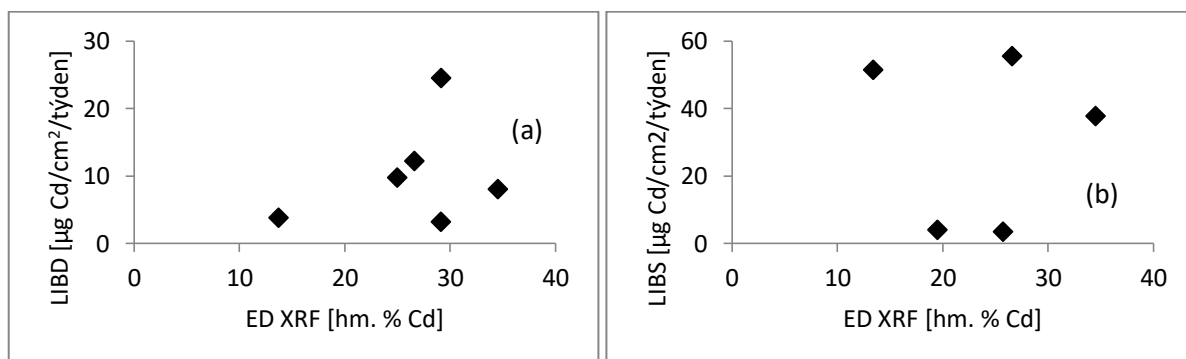 30
20
10
0
0 10 20 30 40
LIBD [µg Cd/cm²/týden]
ED XRF [hm. % Cd]
(a)
60
40
20
0
0 10 20 30 40
LIBS [µg Cd/cm2/týden]
ED XRF [hm. % Cd]
(b)